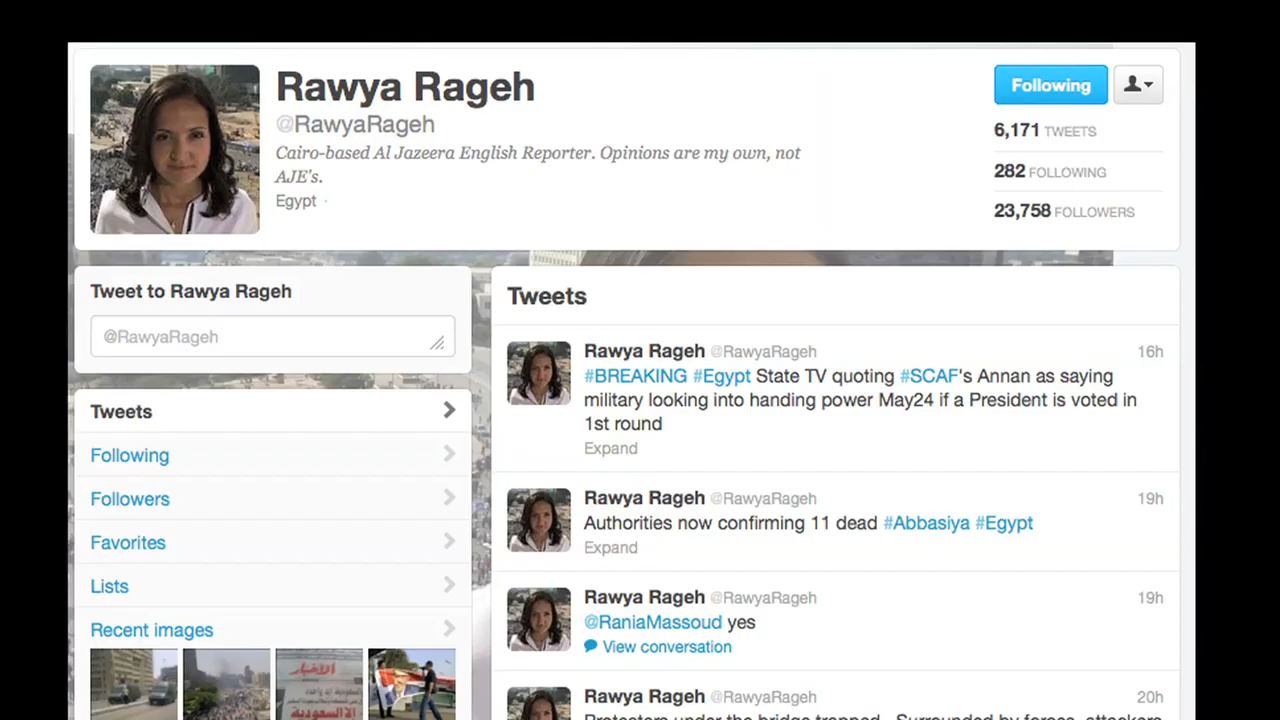 Rawya Rageh
@RawyaRageh
Cairo-based Al Jazeera English Reporter. Opinions are my own, not
AJE's.
Egypt ·
Following
6,171 TWEETS
282 FOLLOWING
23,758 FOLLOWERS
Tweet to Rawya Rageh
@RawyaRageh
Tweets
Following
Followers
Favorites
Lists
Recent images
الأخبار
Tweets
Rawya Rageh @RawyaRageh 16h
#BREAKING #Egypt State TV quoting #SCAF's Annan as saying
military looking into handing power May24 if a President is voted in
1st round
Expand
Rawya Rageh @RawyaRageh 19h
Authorities now confirming 11 dead #Abbasiya #Egypt
Expand
Rawya Rageh @RawyaRageh 19h
@RaniaMassoud yes
View conversation
Rawya Rageh @RawyaRageh 20h
Protesters under the bridge trapped. Surrounded by forces, attackers